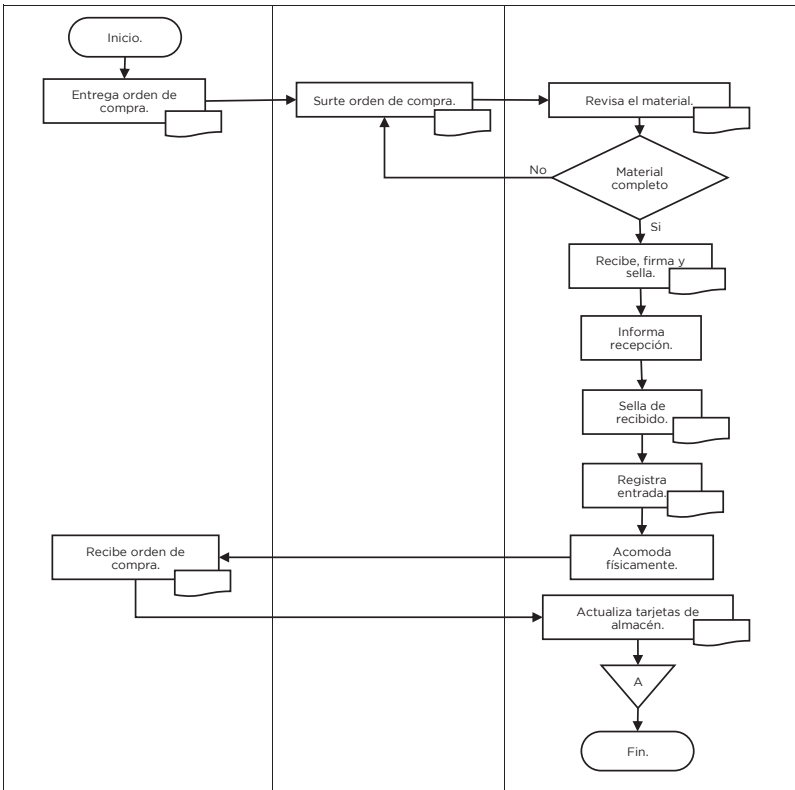 Inicio.
Entrega orden de
compra.
Surte orden de compra.
Revisa el material.
No
Material
completo
Si
Recibe, firma y
sella.
Informa
recepción.
Sella de
recibido.
Registra
entrada.
Recibe orden de
compra.
Acomoda
físicamente.
Actualiza tarjetas de
almacén.
A
Fin.